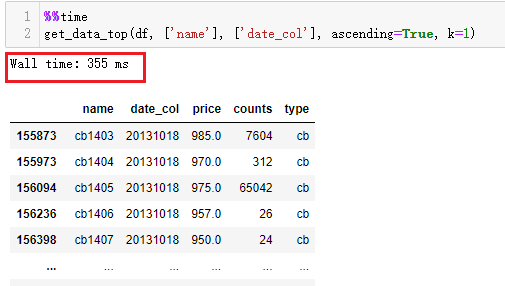 1 %%time
2 get_data_top(df, ['name'], ['date_col'], ascending=True, k=1)
Wall time: 355 ms
name date_col price counts type
155873 cb1403 20131018 985.0 7604 cb
155973 cb1404 20131018 970.0 312 cb
156094 cb1405 20131018 975.0 65042 cb
156236 cb1406 20131018 957.0 26 cb
156398 cb1407 20131018 950.0 24 cb
... ... ... ... ... ...